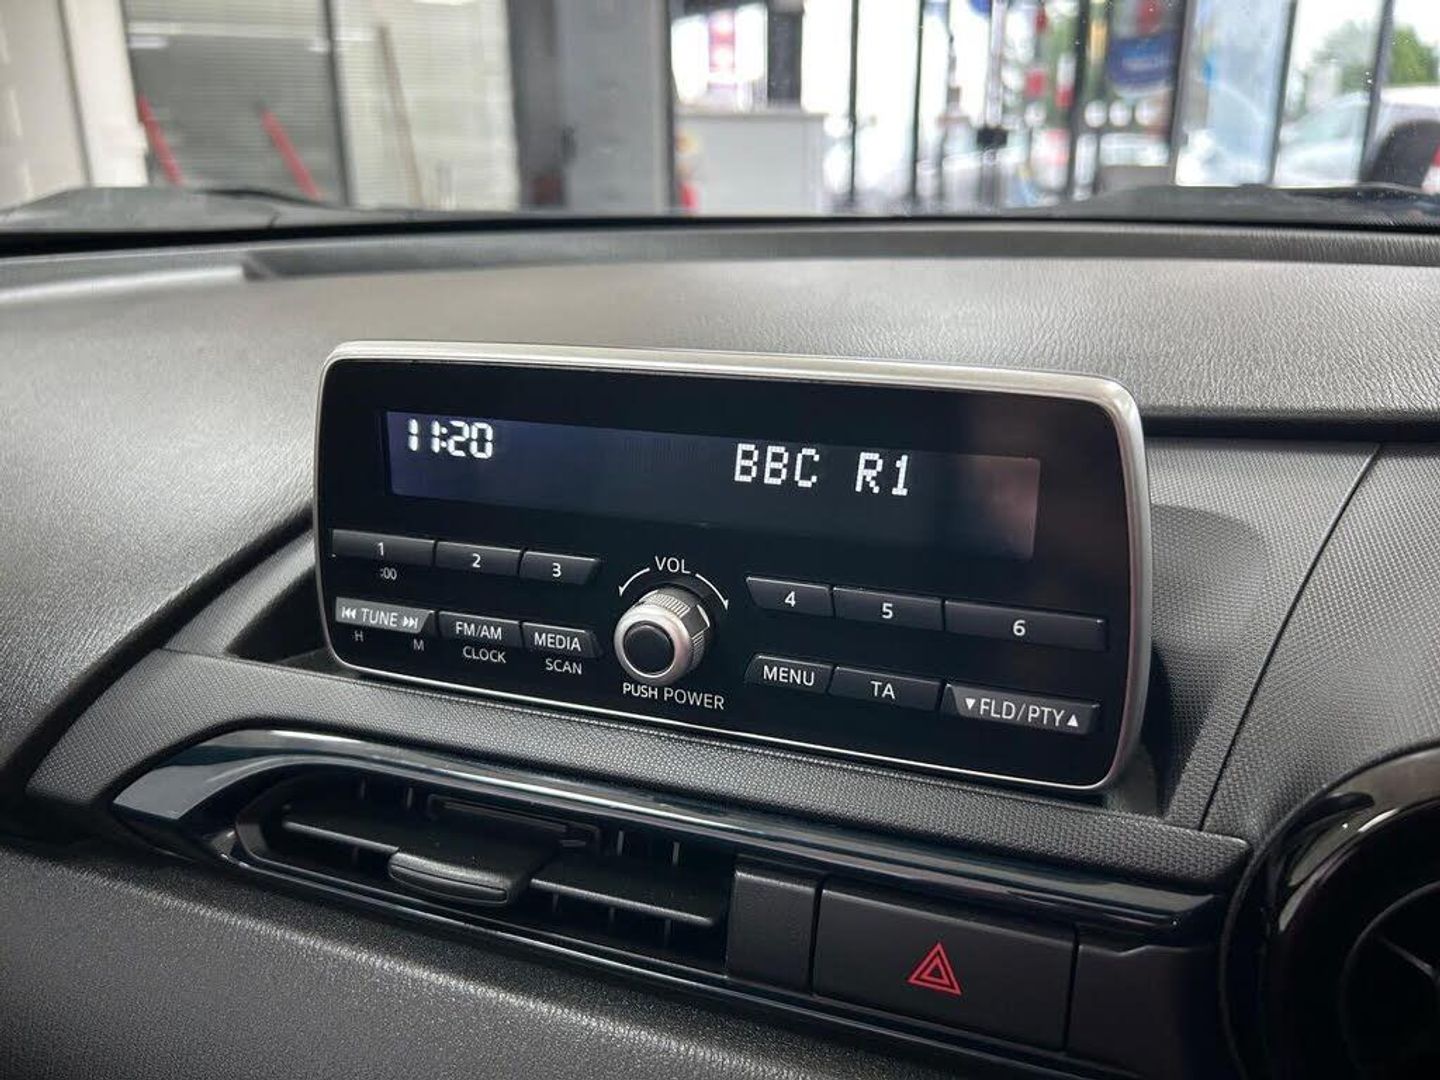 11:20 BBC R1
1 2 3 VOL 4 5 6
:00
TUNE FM/AM MEDIA MENU TA FLD/PTY
H M CLOCK SCAN
PUSH POWER